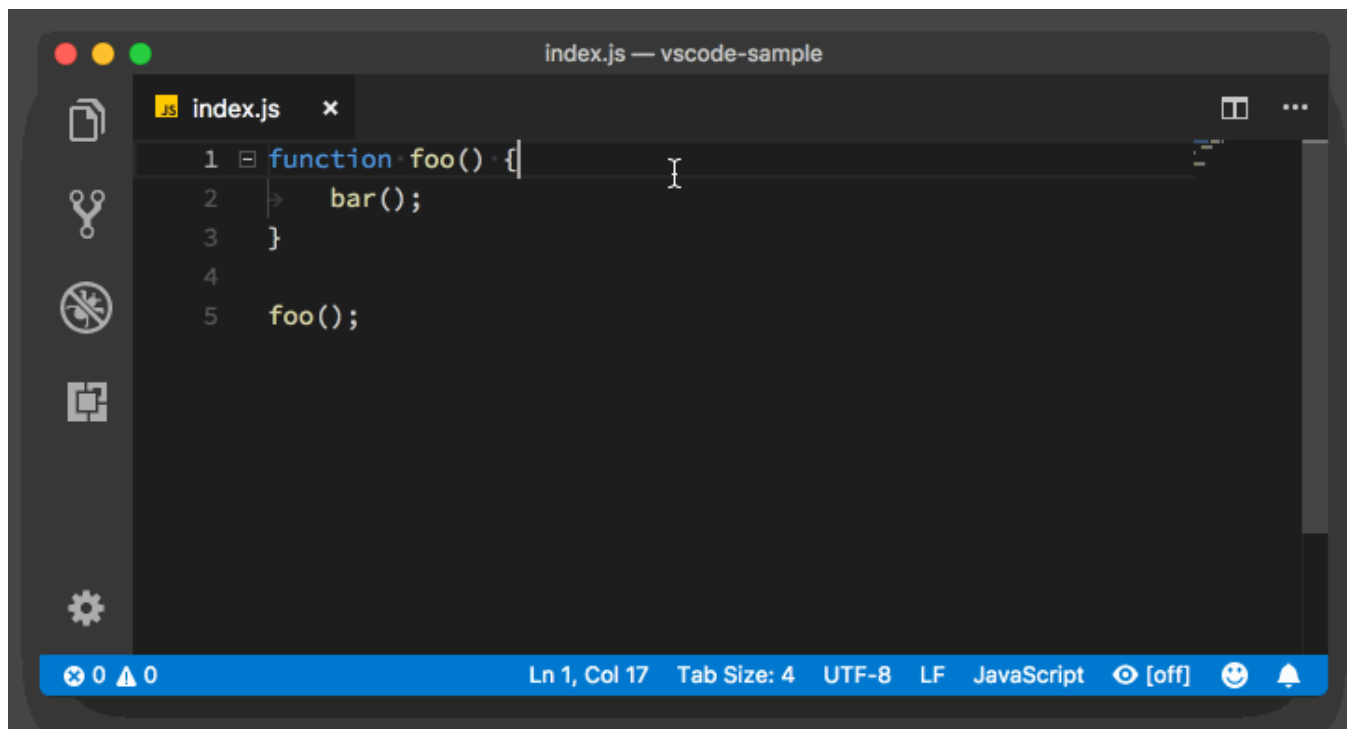 index.js — vscode-sample
JS index.js ×
1 function foo() {
2 bar();
3 }
4
5 foo();
0 0 Ln 1, Col 17 Tab Size: 4 UTF-8 LF JavaScript [off]